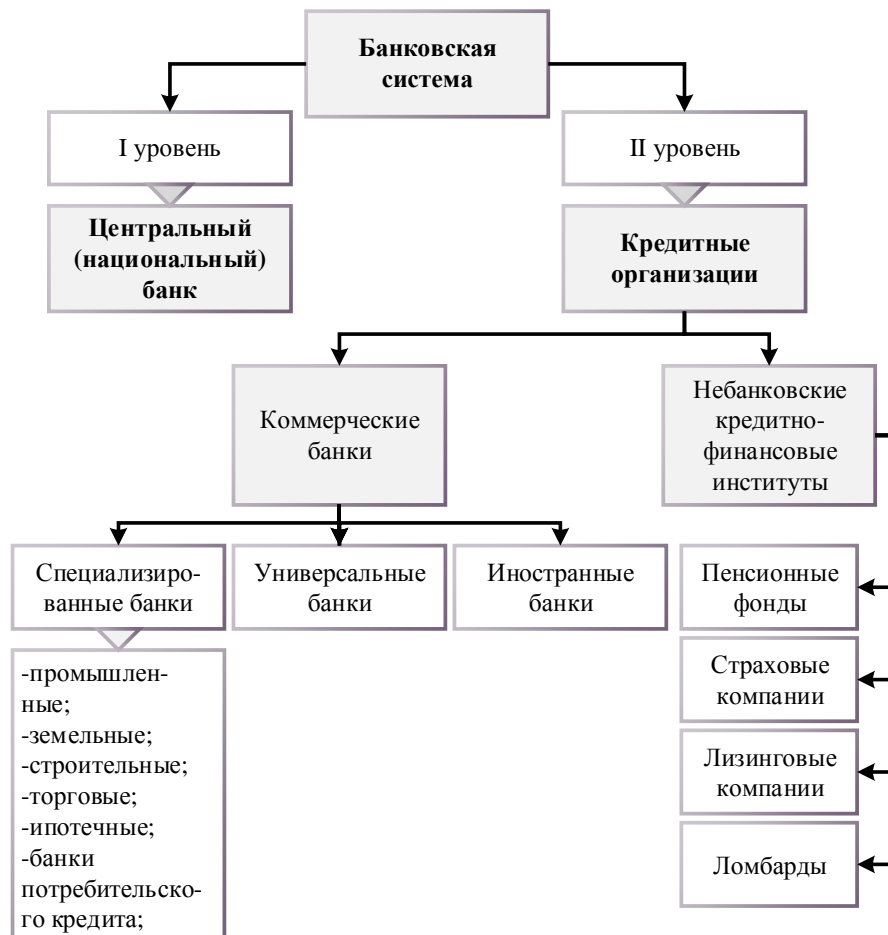 Банковская
система
I уровень
II уровень
Центральный
(национальный)
банк
Кредитные
организации
Коммерческие
банки
Небанковские
кредитно-
финансовые
институты
Специализиро-
ванные банки
Универсальные
банки
Иностранные
банки
Пенсионные
фонды
-промышлен-
ные;
-земельные;
-строительные;
-торговые;
-ипотечные;
-банки
потребительско-
го кредита;
Страховые
компании
Лизинговые
компании
Ломбарды